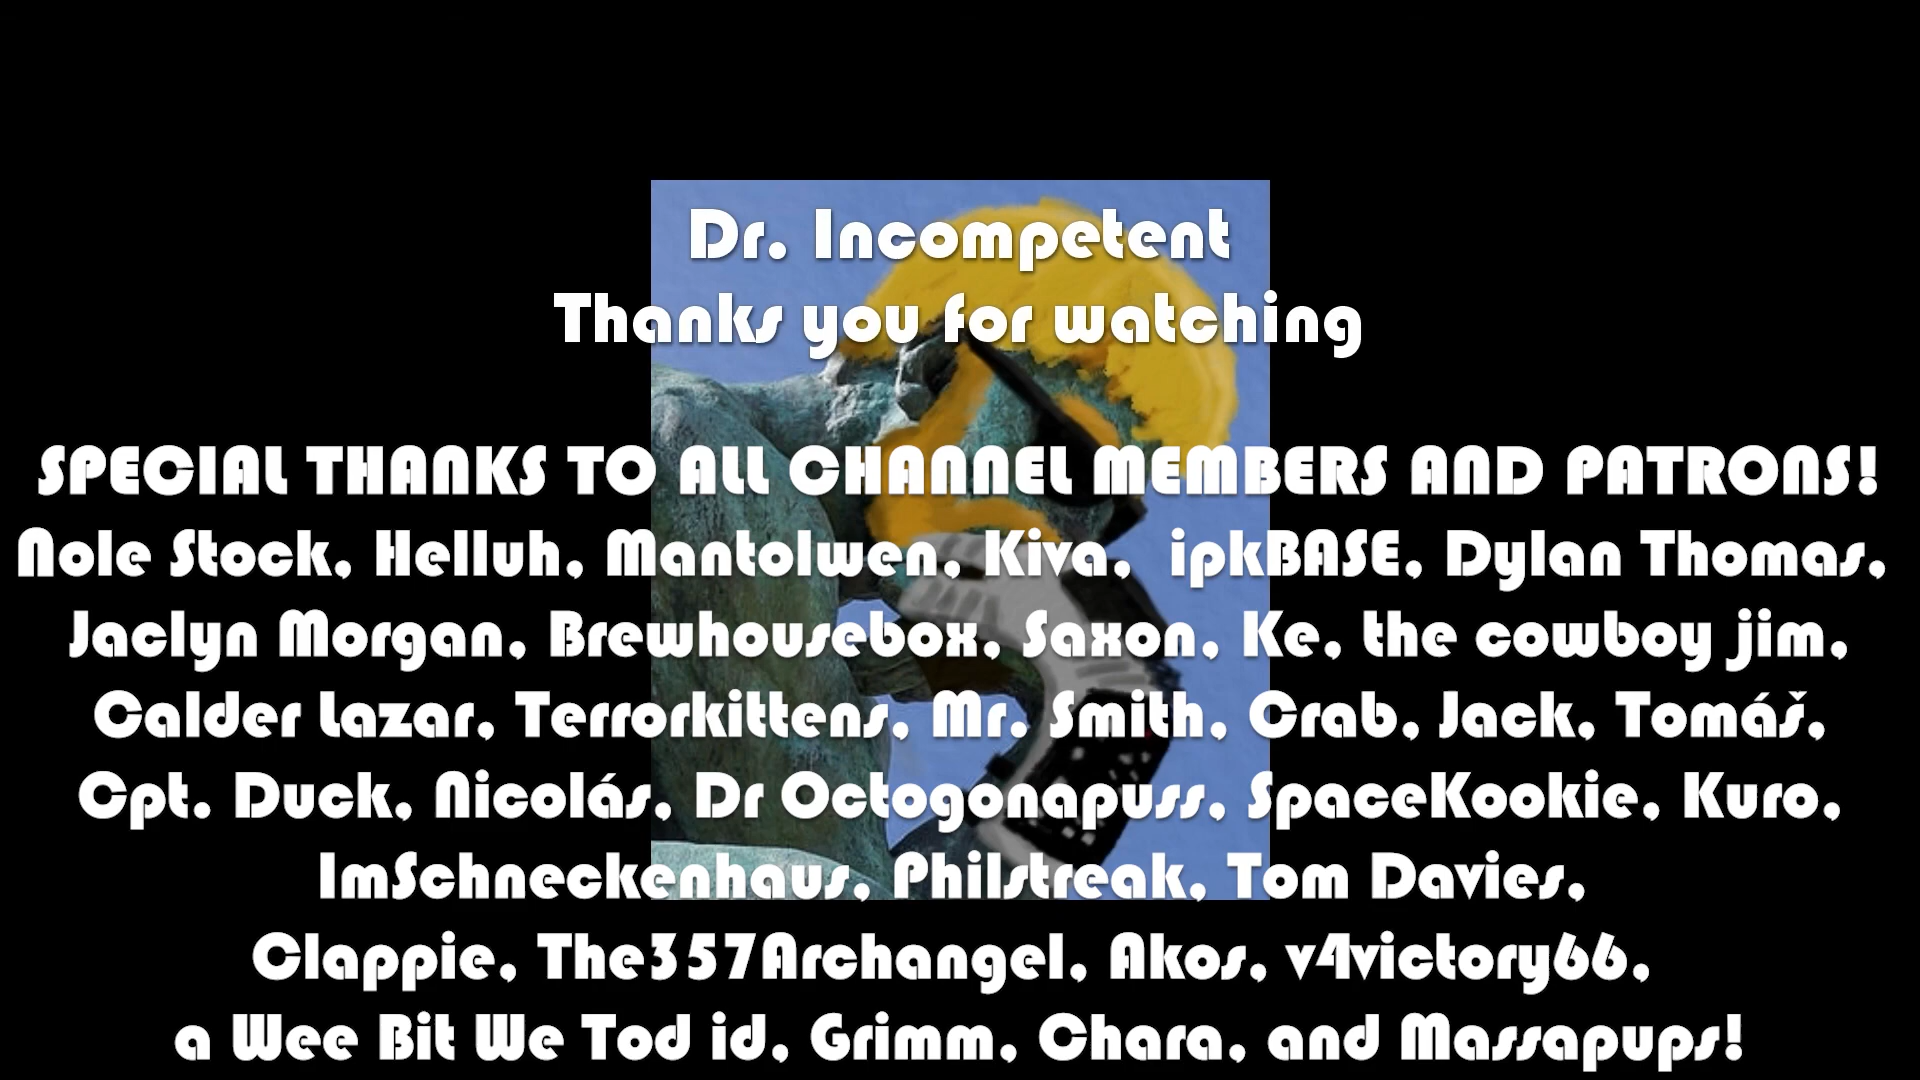 Dr. Incompetent
Thanks you for watching
SPECIAL THANKS TO ALL CHANNEL MEMBERS AND PATRONS!
Nole Stock, Helluh, Mantolwen, Kiva, ipkBASE, Dylan Thomas,
Jaclyn Morgan, Brewhousebox, Saxon, Ke, the cowboy jim,
Calder Lazar, Terrorkittens, Mr. Smith, Crab, Jack, Tomáš,
Cpt. Duck, Nicolás, Dr Octogonapuss, SpaceKookie, Kuro,
ImSchneckenhaus, Philstreak, Tom Davies,
Clappie, The357Archangel, Akos, v4victory66,
a Wee Bit We Tod id, Grimm, Chara, and Massapups!